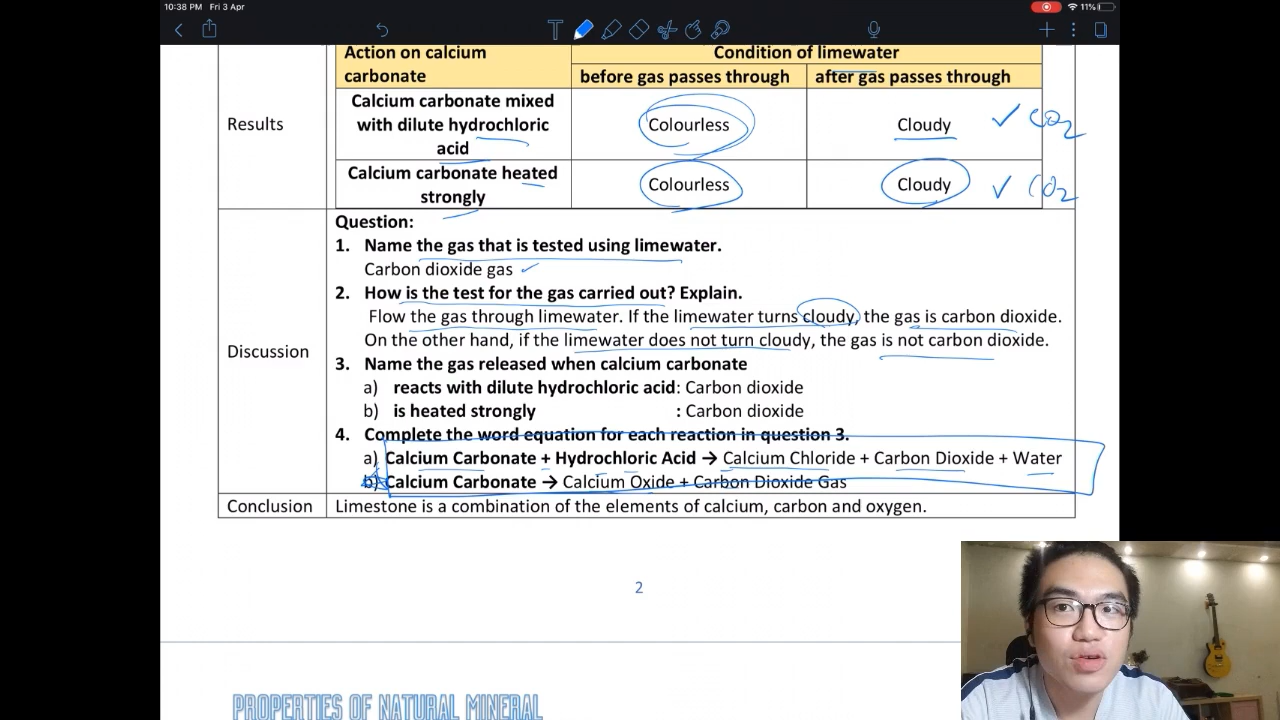 10:38 PM Fri 3 Apr
11%
T
Action on calcium carbonate
Condition of limewater
before gas passes through
after gas passes through
Results
Calcium carbonate mixed
with dilute hydrochloric
acid
Colourless
Cloudy
✓ CO2
Calcium carbonate heated
strongly
Colourless
Cloudy
✓ CO2
Discussion
Question:
1. Name the gas that is tested using limewater.
Carbon dioxide gas ✓
2. How is the test for the gas carried out? Explain.
Flow the gas through limewater. If the limewater turns cloudy, the gas is carbon dioxide.
On the other hand, if the limewater does not turn cloudy, the gas is not carbon dioxide.
3. Name the gas released when calcium carbonate
a) reacts with dilute hydrochloric acid: Carbon dioxide
b) is heated strongly : Carbon dioxide
4. Complete the word equation for each reaction in question 3.
a) Calcium Carbonate + Hydrochloric Acid → Calcium Chloride + Carbon Dioxide + Water
b) Calcium Carbonate → Calcium Oxide + Carbon Dioxide Gas
Conclusion
Limestone is a combination of the elements of calcium, carbon and oxygen.
2
PROPERTIES OF NATURAL MINERAL